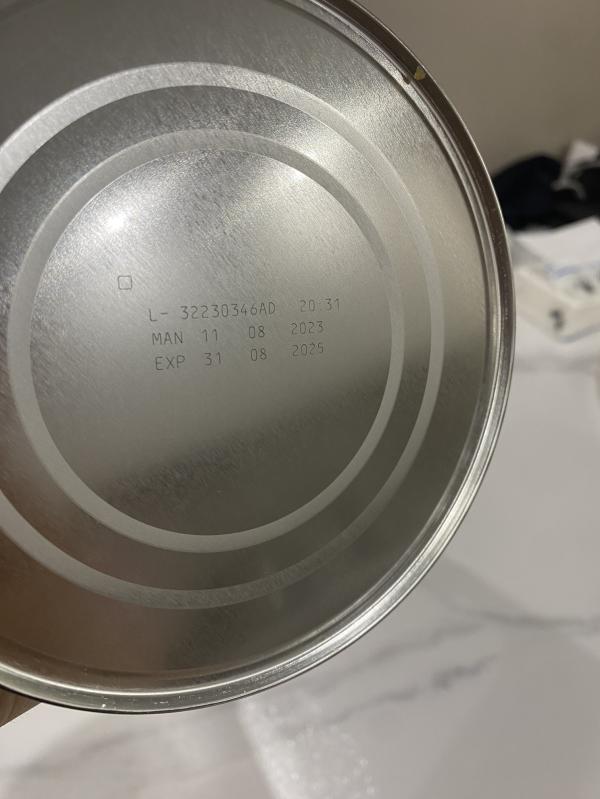 L- 32230346AD 20:31
MAN 11 08 2023
EXP 31 08 2025